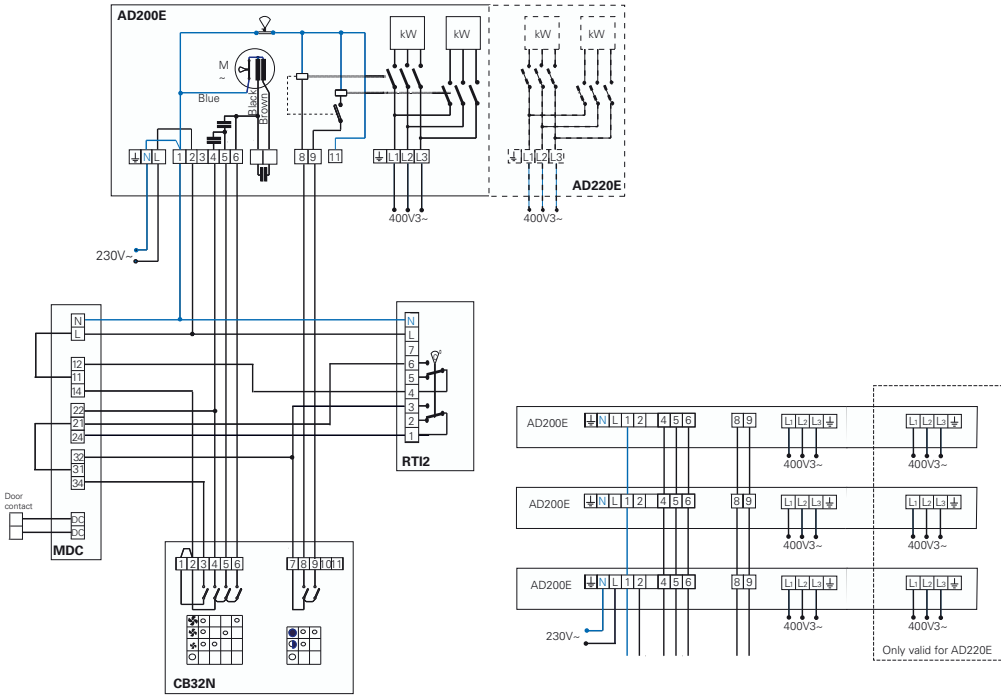 AD200E
kW kW kW kW
M
~
Blue
Black
Brown
N L 1 2 3 4 5 6 8 9 11 L1 L2 L3 L1 L2 L3
AD220E
400V3~ 400V3~
230V~
N
L
12
11
14
22
21
24
32
31
34
DC
DC
MDC
Door
contact
N
L
7
6
5
4
3
2
1
RTI2
1 2 3 4 5 6 7 8 9 10 11
CB32N
AD200E N L 1 2 4 5 6 8 9 L1 L2 L3 L1 L2 L3
400V3~ 400V3~
AD200E N L 1 2 4 5 6 8 9 L1 L2 L3 L1 L2 L3
400V3~ 400V3~
AD200E N L 1 2 4 5 6 8 9 L1 L2 L3 L1 L2 L3
400V3~ 400V3~
230V~
Only valid for AD220E